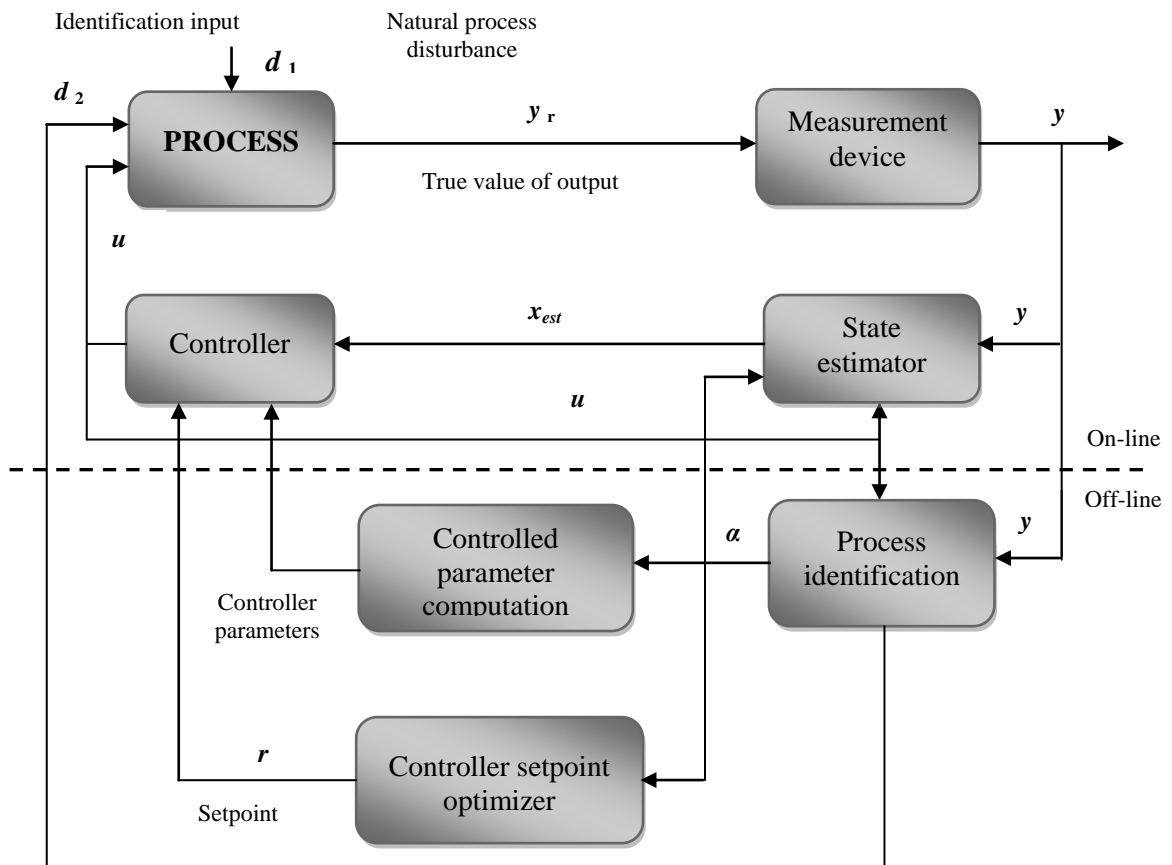 Identification input
Natural process
disturbance
d 1
d 2
PROCESS
y r
Measurement
device
y
True value of output
u
Controller
x est
State
estimator
y
u
On-line
Off-line
Controlled
parameter
computation
α
Process
identification
y
Controller
parameters
r
Controller setpoint
optimizer
Setpoint